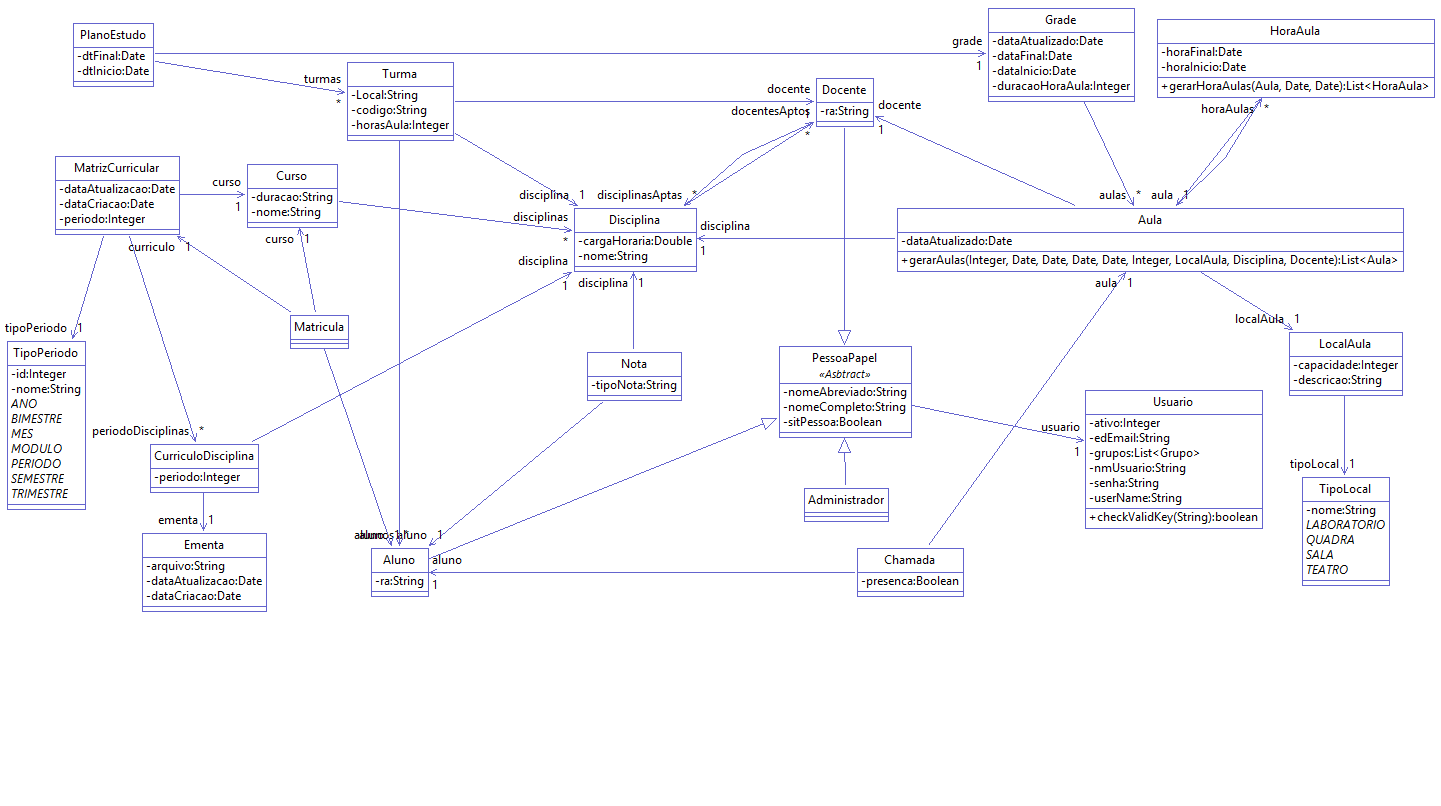 PlanoEstudo
-dtFinal:Date
-dtInicio:Date
grade
1
turmas
*
Grade
-dataAtualizado:Date
-dataFinal:Date
-dataInicio:Date
-duracaoHoraAula:Integer
HoraAula
-horaFinal:Date
-horaInicio:Date
+gerarHoraAulas(Aula, Date, Date):List<HoraAula>
Turma
-Local:String
-codigo:String
-horasAula:Integer
docente
1
docentesAptos
*
Docente
-ra:String
docente
1
horaAulas
*
MatrizCurricular
-dataAtualizacao:Date
-dataCriacao:Date
-periodo:Integer
curso
1
Curso
-duracao:String
-nome:String
curso
1
curriculo
1
disciplina
1
disciplinasAptas
*
disciplinas
*
Disciplina
-cargaHoraria:Double
-nome:String
disciplina
1
disciplina
1
disciplina
1
aulas
*
aula
1
Aula
-dataAtualizado:Date
+gerarAulas(Integer, Date, Date, Date, Date, Integer, LocalAula, Disciplina, Docente):List<Aula>
aula
1
localAula
1
tipoPeriodo
1
Matricula
TipoPeriodo
-id:Integer
-nome:String
ANO
BIMESTRE
MES
MODULO
PERIODO
SEMESTRE
TRIMESTRE
Nota
-tipoNota:String
PessoaPapel
«Asbtract»
-nomeAbreviado:String
-nomeCompleto:String
-sitPessoa:Boolean
LocalAula
-capacidade:Integer
-descricao:String
usuario
1
Usuario
-ativo:Integer
-edEmail:String
-grupos:List<Grupo>
-nmUsuario:String
-senha:String
-userName:String
+checkValidKey(String):boolean
periodoDisciplinas
*
CurriculoDisciplina
-periodo:Integer
tipoLocal
1
TipoLocal
-nome:String
LABORATORIO
QUADRA
SALA
TEATRO
Administrador
ementa
1
Ementa
-arquivo:String
-dataAtualizacao:Date
-dataCriacao:Date
alunos
*
aluno
1
aluno
1
Aluno
-ra:String
aluno
1
Chamada
-presenca:Boolean